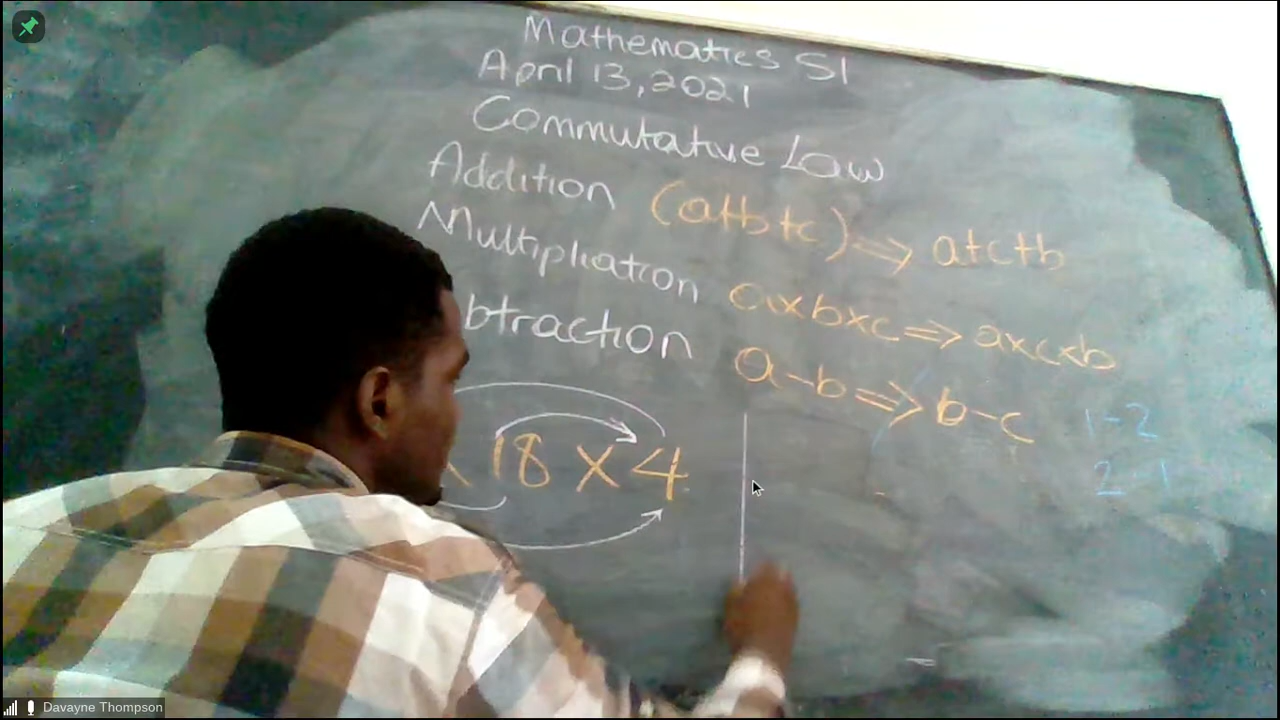 Mathematics S1
April 13, 2021
Commutative Law
Addition (a+b+c) => a+c+b
Multipliation axbxc => axcxb
btraction a-b => b-c
1-2
2-1
x 18 x 4
Davayne Thompson